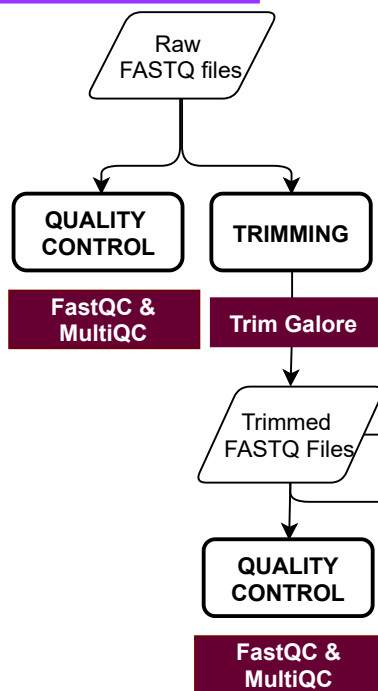 Raw
FASTQ files
QUALITY
CONTROL
TRIMMING
FastQC &
MultiQC
Trim Galore
Trimmed
FASTQ Files
QUALITY
CONTROL
FastQC &
MultiQC